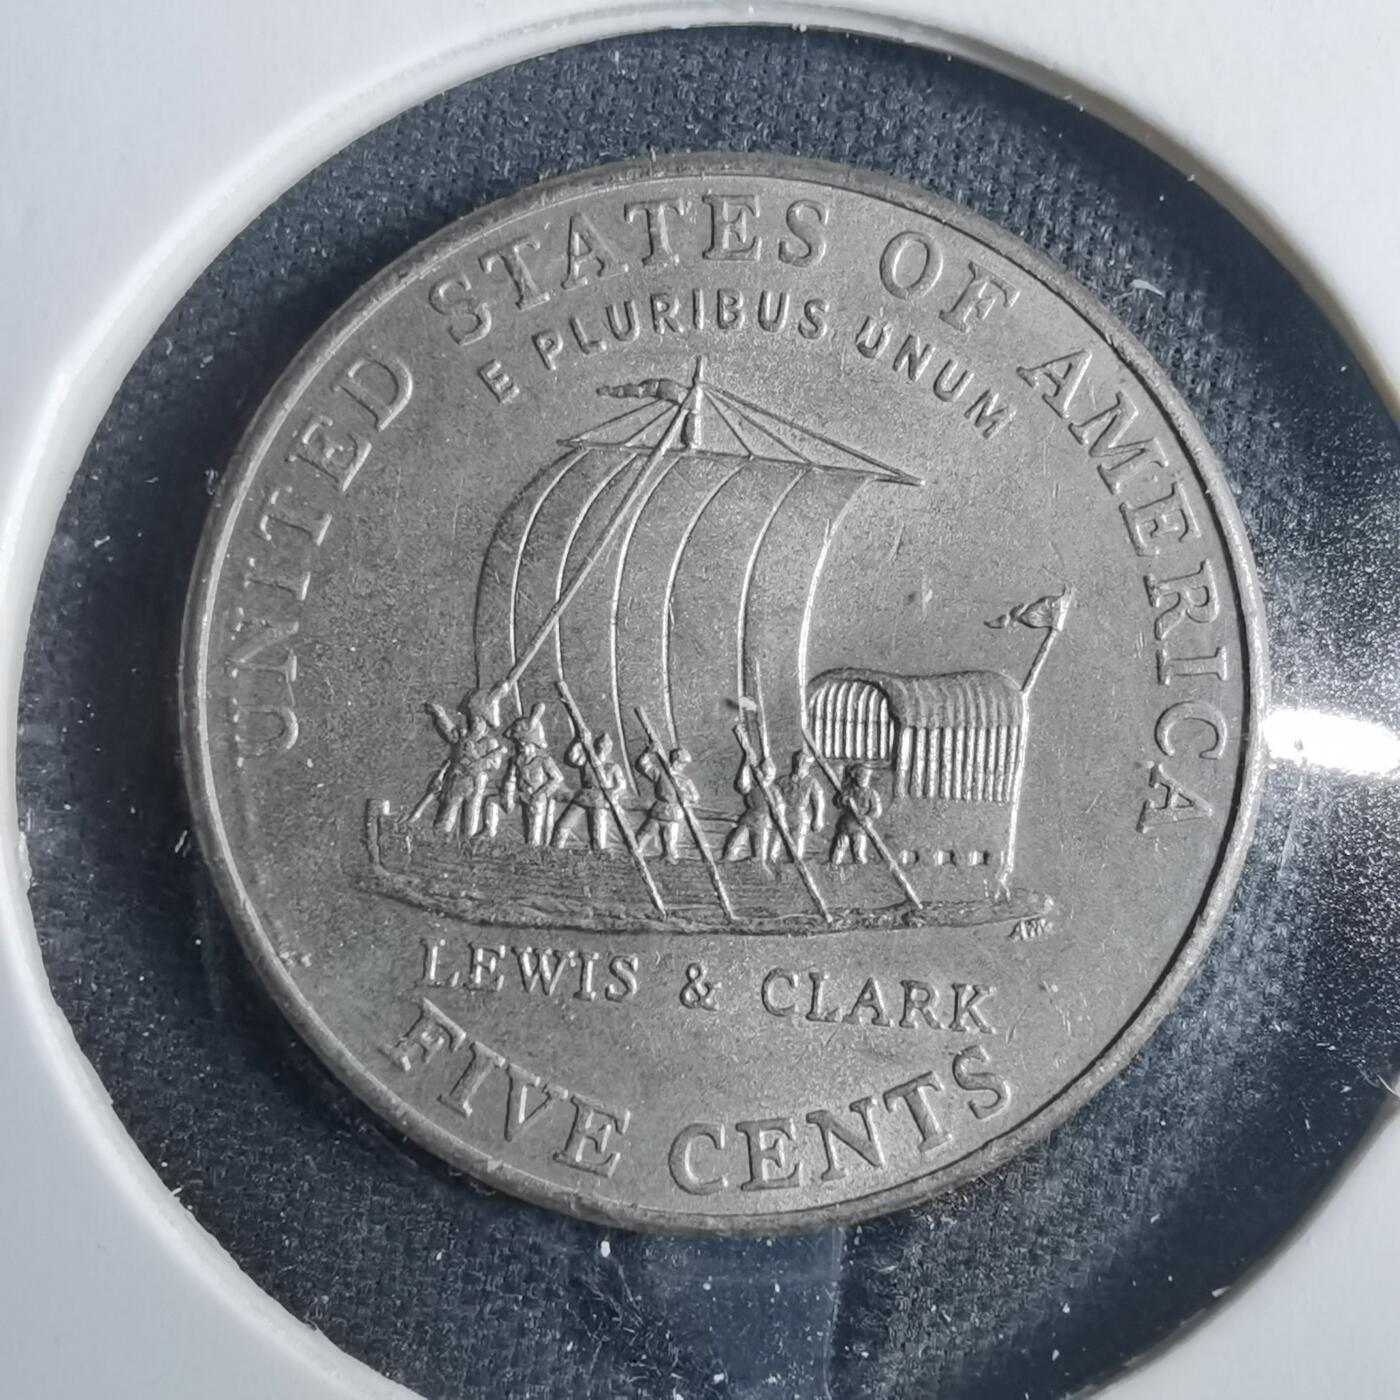 UNITED STATES OF AMERICA
E PLURIBUS UNUM
LEWIS & CLARK
FIVE CENTS